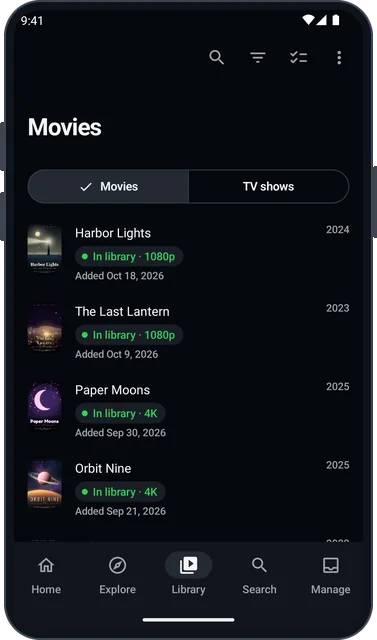 9:41
Movies
Movies
TV shows
Harbor Lights
2024
In library · 1080p
Added Oct 18, 2026
Harbor Lights
The Last Lantern
2023
In library · 1080p
Added Oct 9, 2026
Paper Moons
2025
In library · 4K
Added Sep 30, 2026
Paper Moons
Orbit Nine
2025
In library · 4K
Added Sep 21, 2026
ORBIT NINE
Home
Explore
Library
Search
Manage